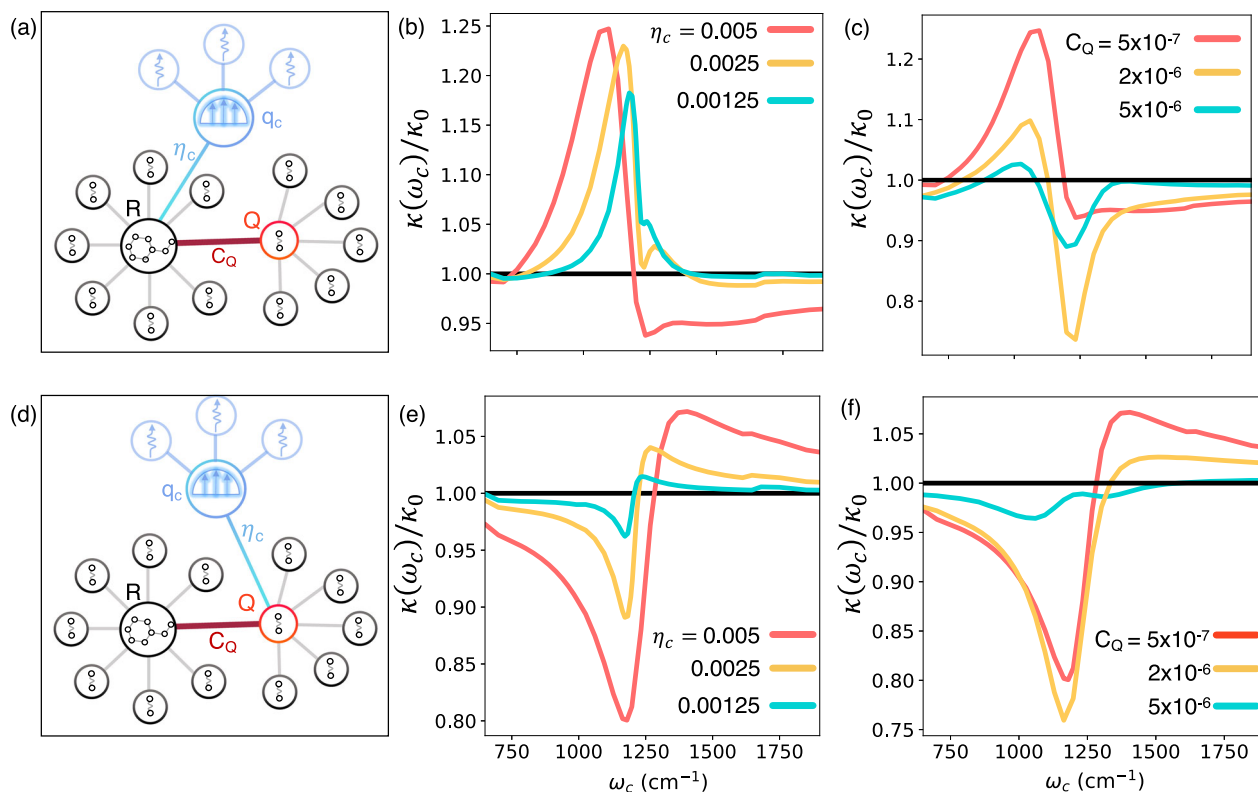 (a)
q_c
η_c
R
Q
C_Q
(b)
κ(ω_c)/κ_0
1.25
1.20
1.15
1.10
1.05
1.00
0.95
η_c = 0.005
0.0025
0.00125
(c)
κ(ω_c)/κ_0
1.2
1.1
1.0
0.9
0.8
C_Q = 5x10⁻⁷
2x10⁻⁶
5x10⁻⁶
(d)
q_c
η_c
R
Q
C_Q
(e)
κ(ω_c)/κ_0
1.05
1.00
0.95
0.90
0.85
0.80
η_c = 0.005
0.0025
0.00125
750 1000 1250 1500 1750
ω_c (cm⁻¹)
(f)
κ(ω_c)/κ_0
1.05
1.00
0.95
0.90
0.85
0.80
0.75
C_Q = 5x10⁻⁷
2x10⁻⁶
5x10⁻⁶
750 1000 1250 1500 1750
ω_c (cm⁻¹)